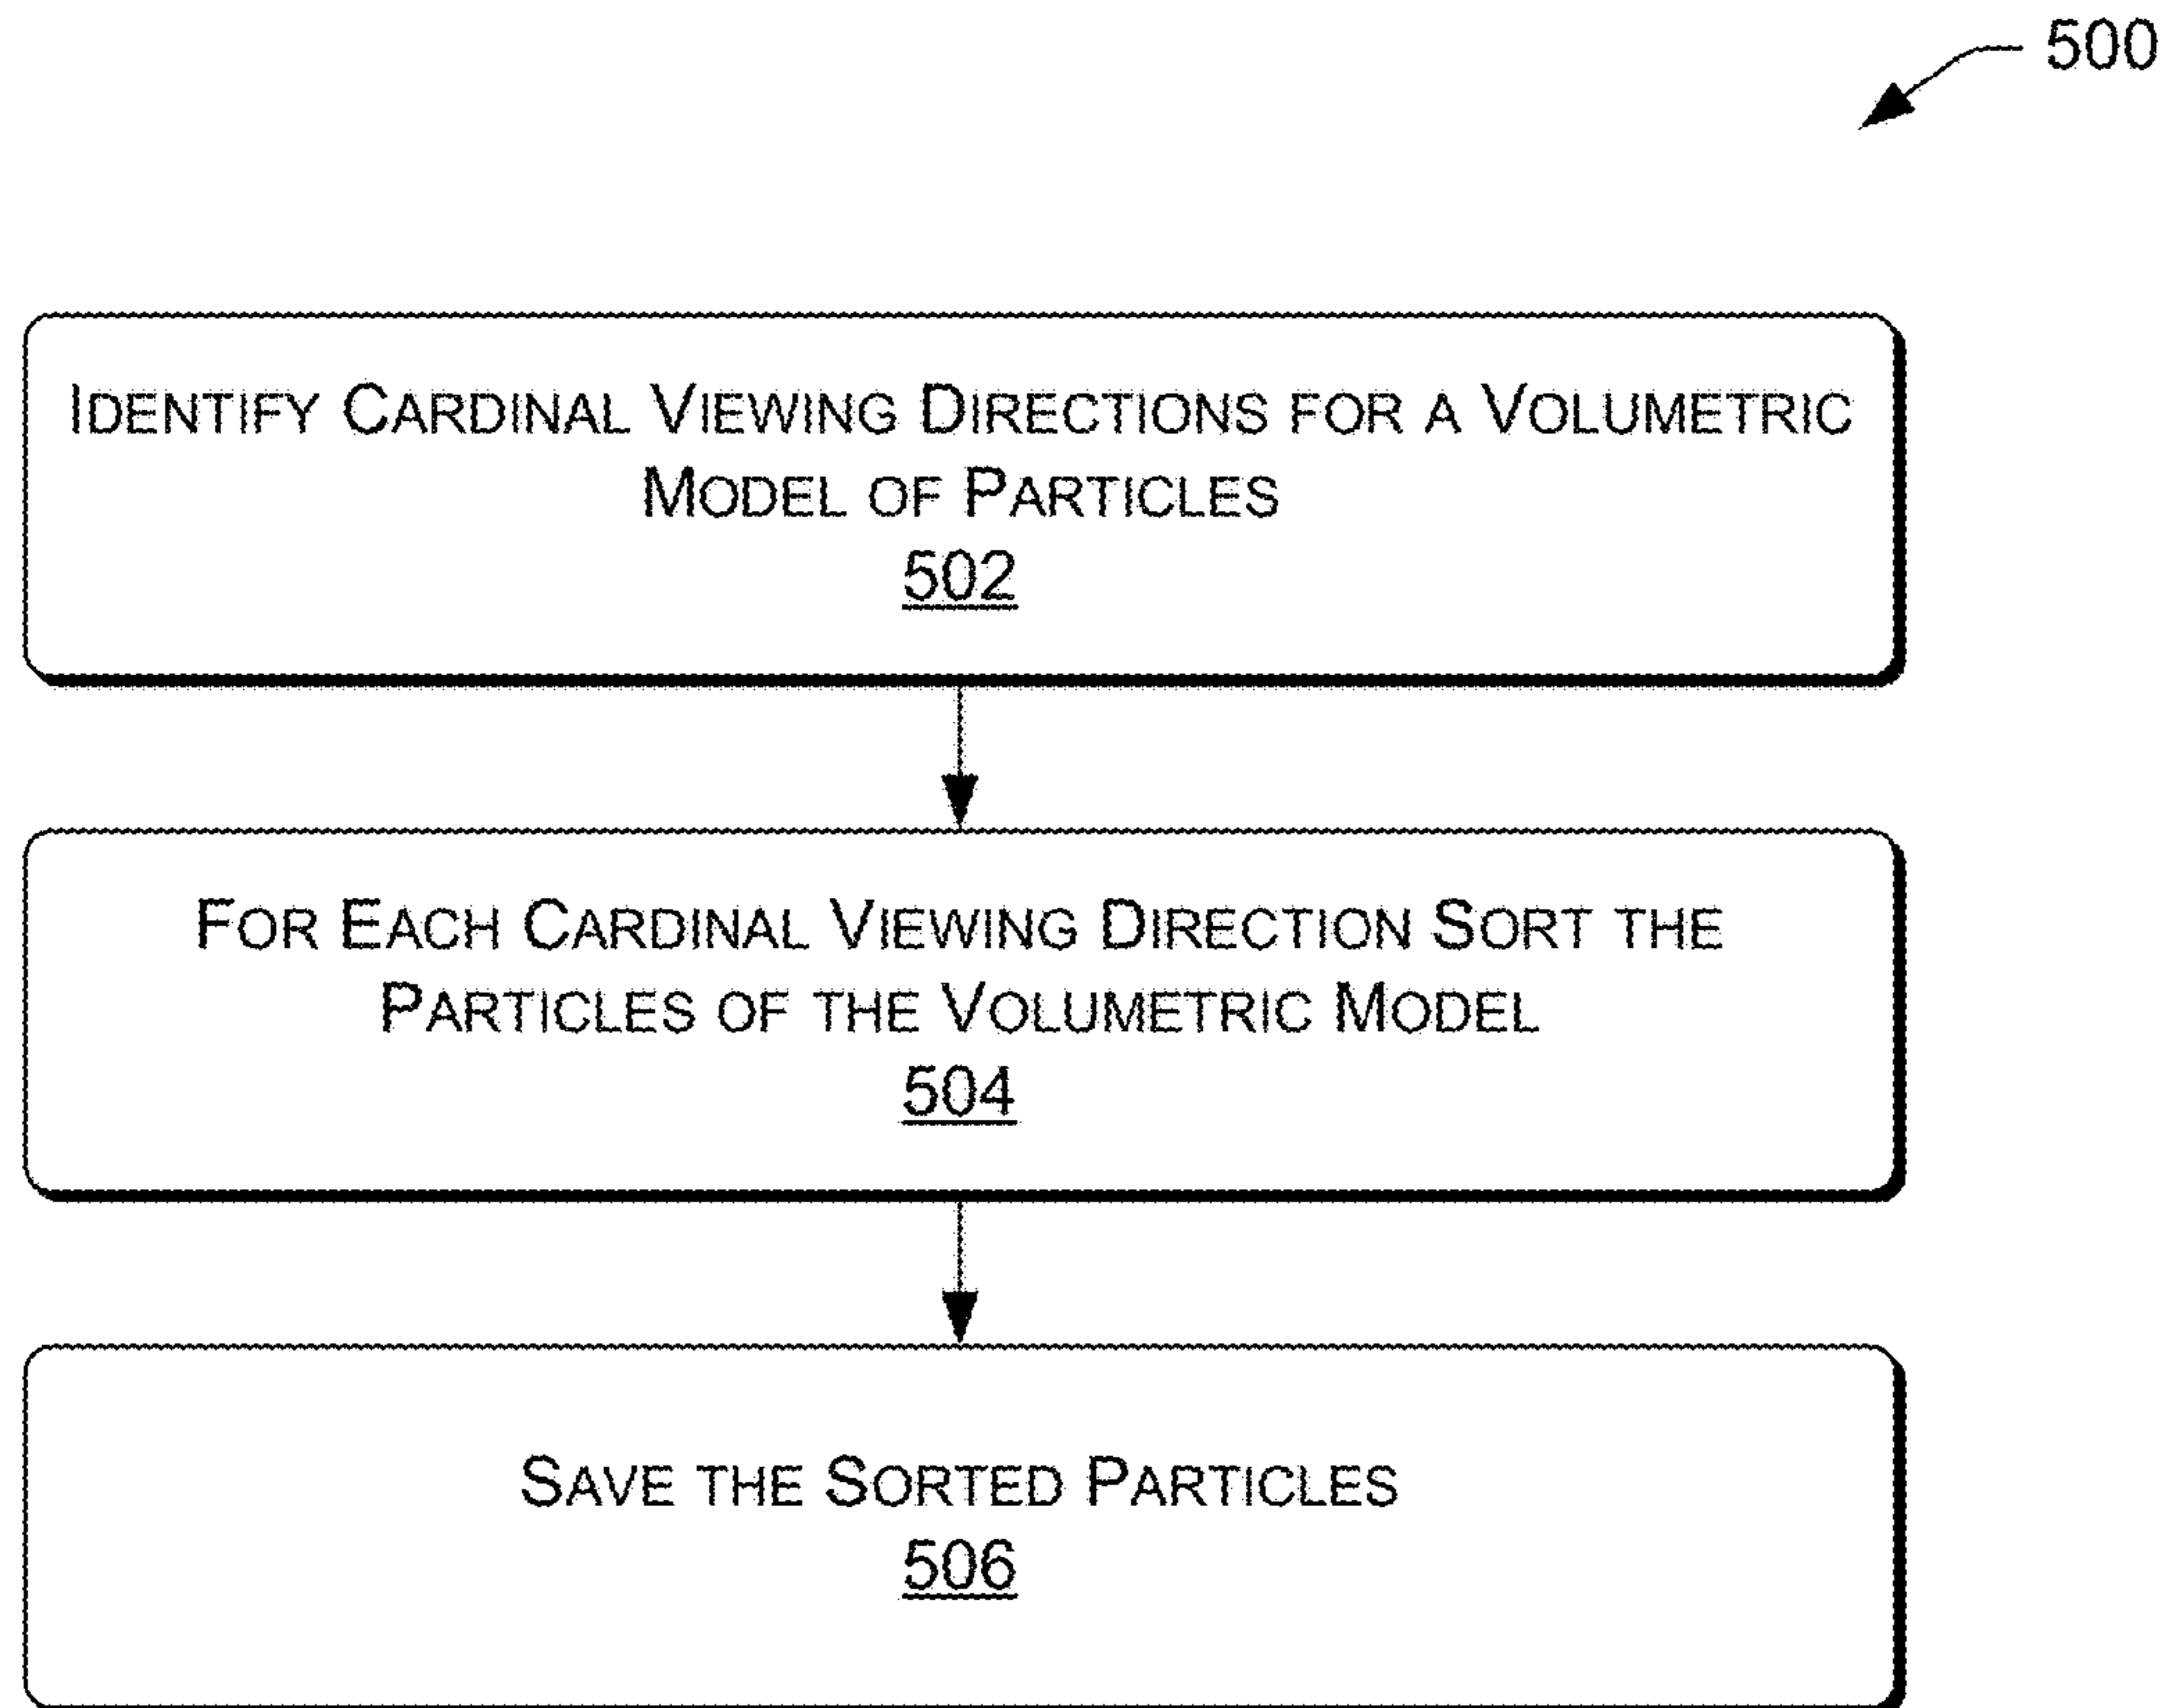 500
IDENTIFY CARDINAL VIEWING DIRECTIONS FOR A VOLUMETRIC
MODEL OF PARTICLES
502
FOR EACH CARDINAL VIEWING DIRECTION SORT THE
PARTICLES OF THE VOLUMETRIC MODEL
504
SAVE THE SORTED PARTICLES
506